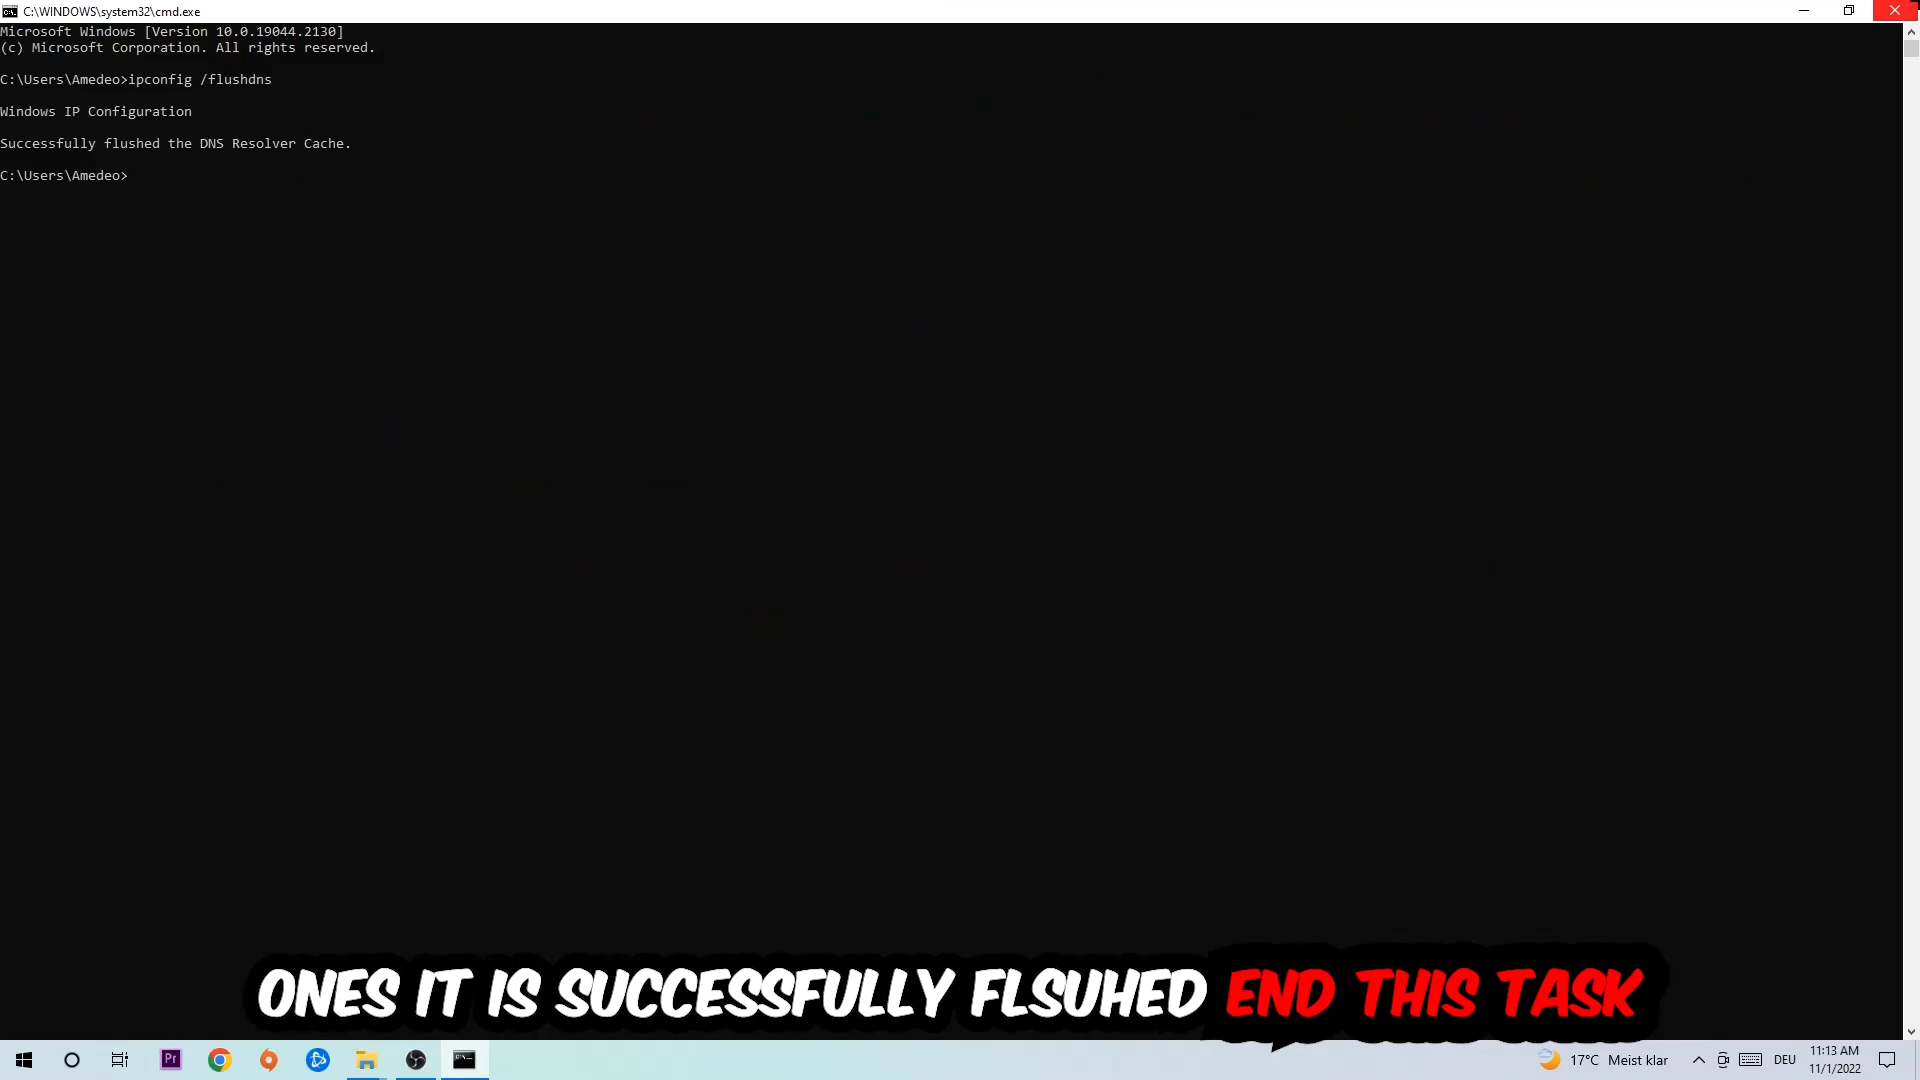 C:\WINDOWS\system32\cmd.exe
Microsoft Windows [Version 10.0.19044.2130]
(c) Microsoft Corporation. All rights reserved.
C:\Users\Amedeo>ipconfig /flushdns
Windows IP Configuration
Successfully flushed the DNS Resolver Cache.
C:\Users\Amedeo>
ONES IT IS SUCCESSFULLY FLSUHED END THIS TASK
Pr
17°C Meist klar
DEU
11:13 AM
11/1/2022